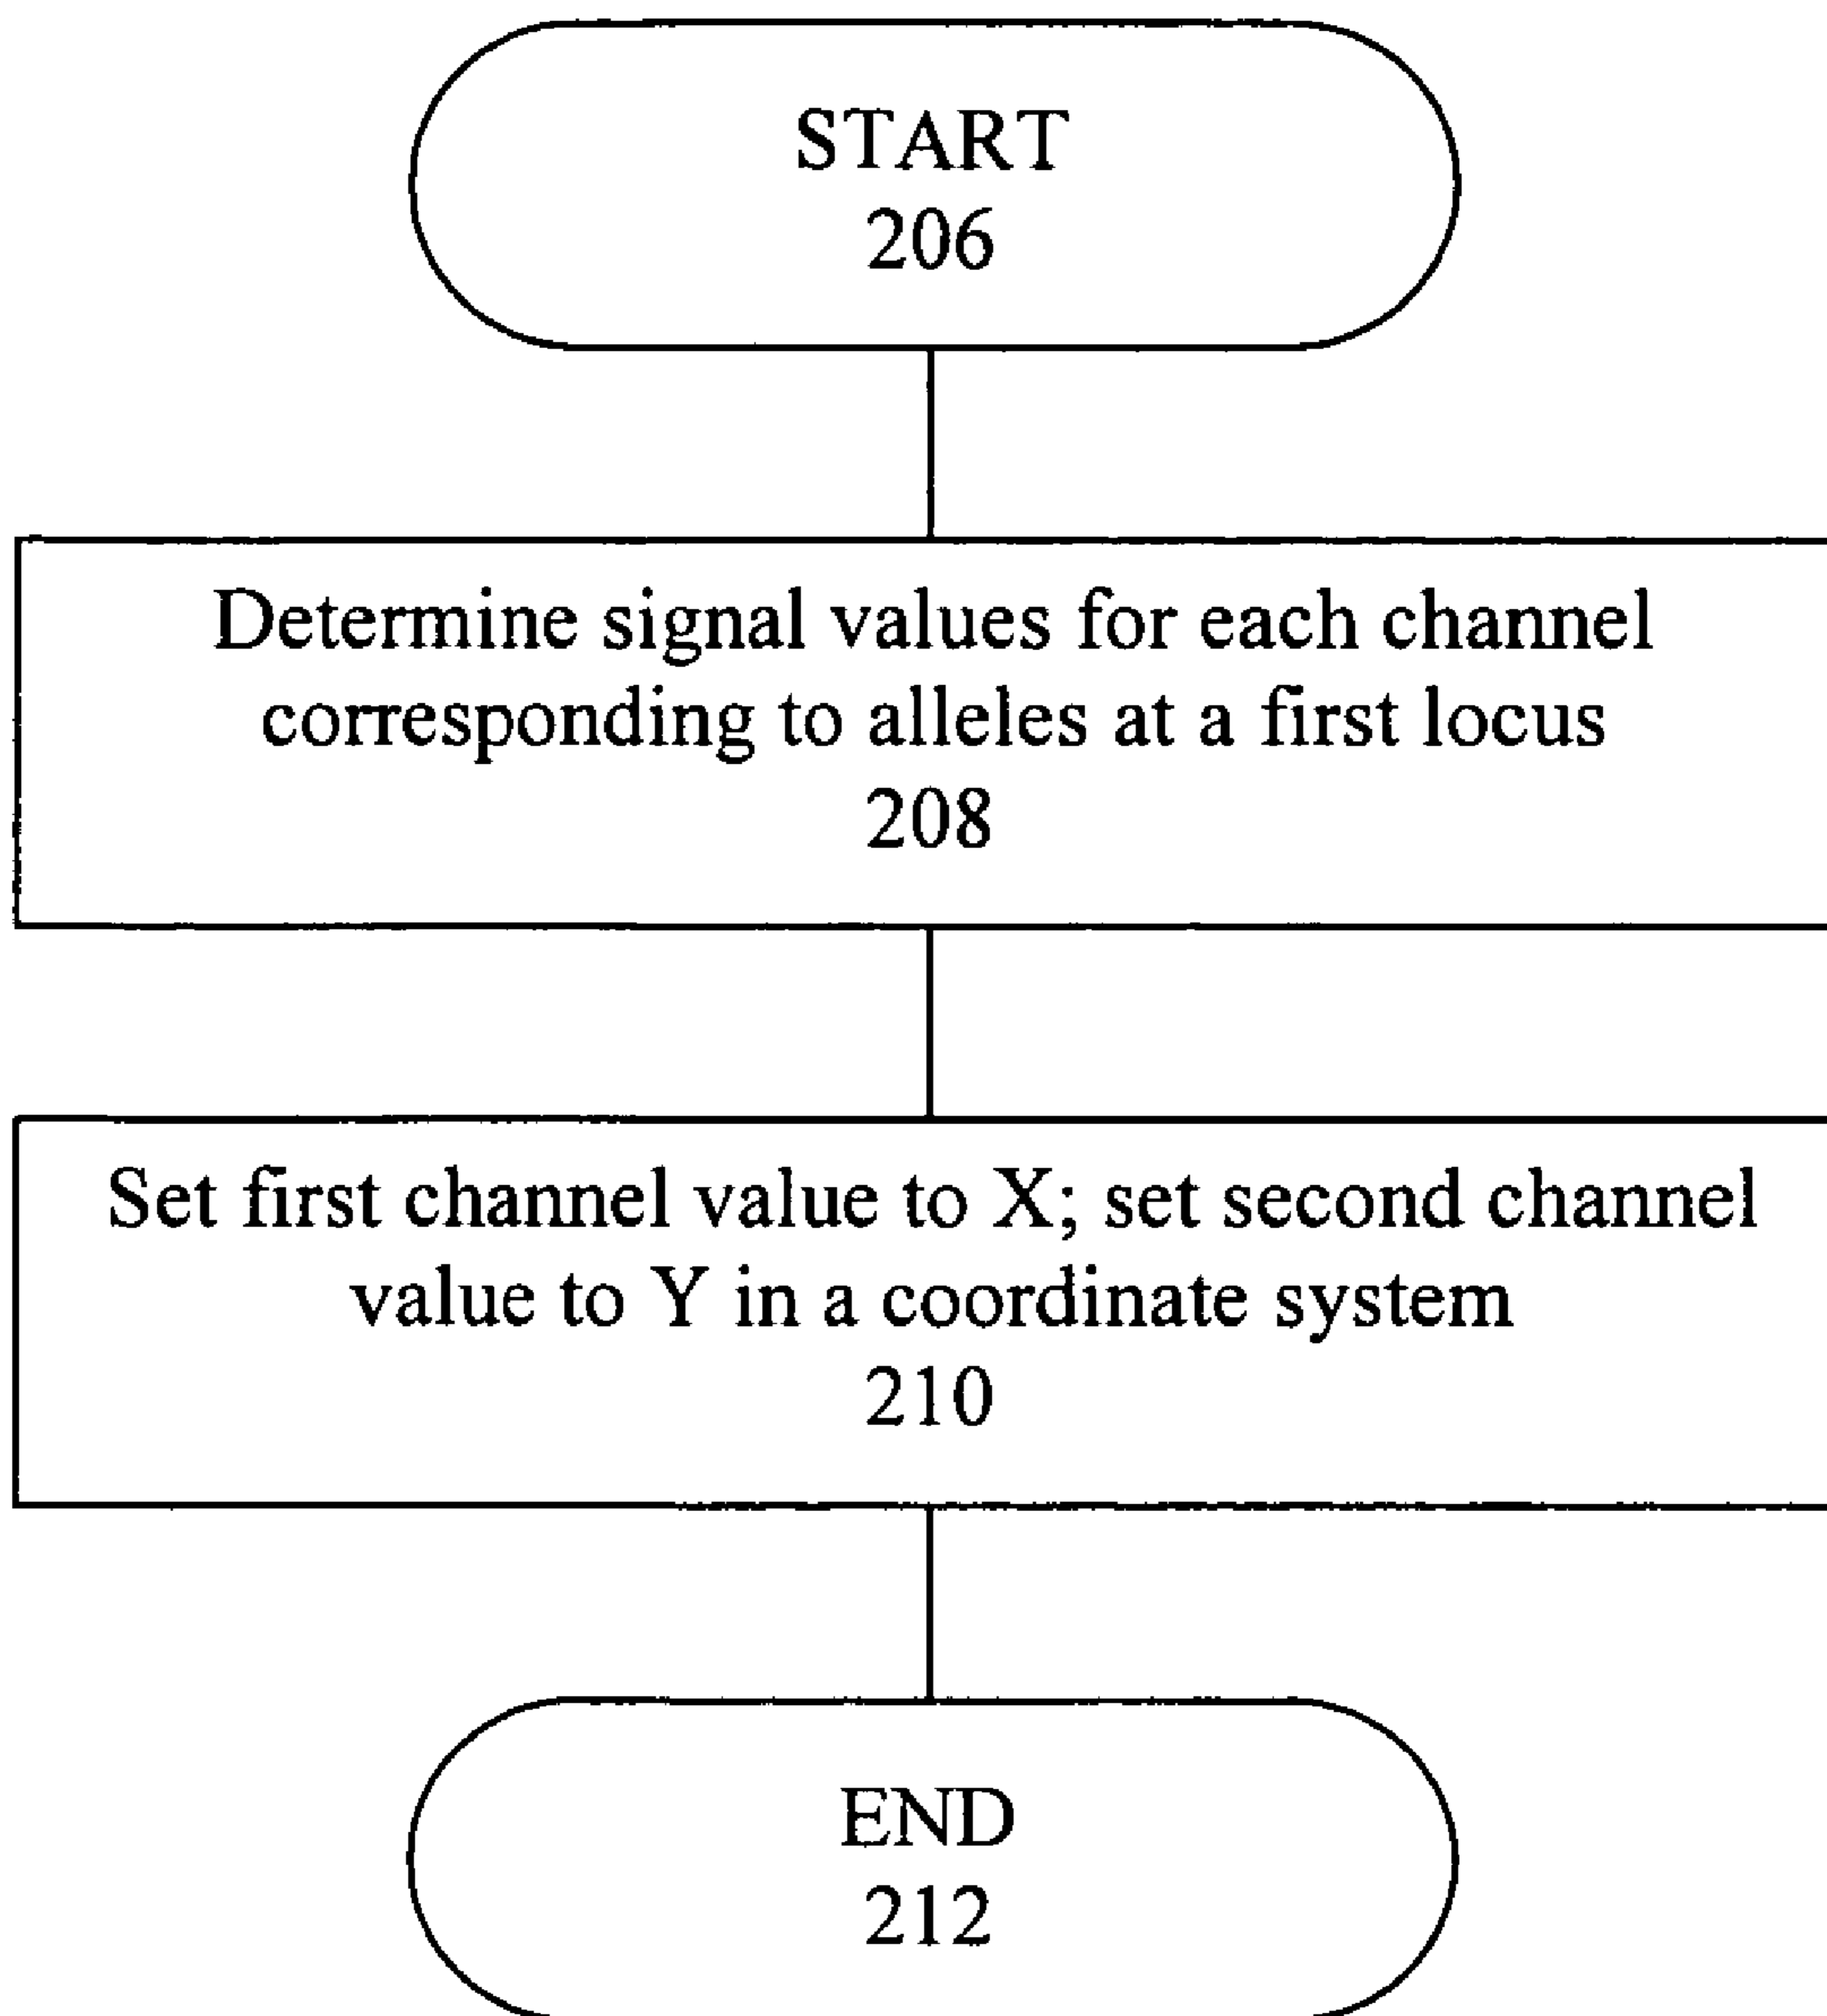 START
206
Determine signal values for each channel
corresponding to alleles at a first locus
208
Set first channel value to X; set second channel
value to Y in a coordinate system
210
END
212